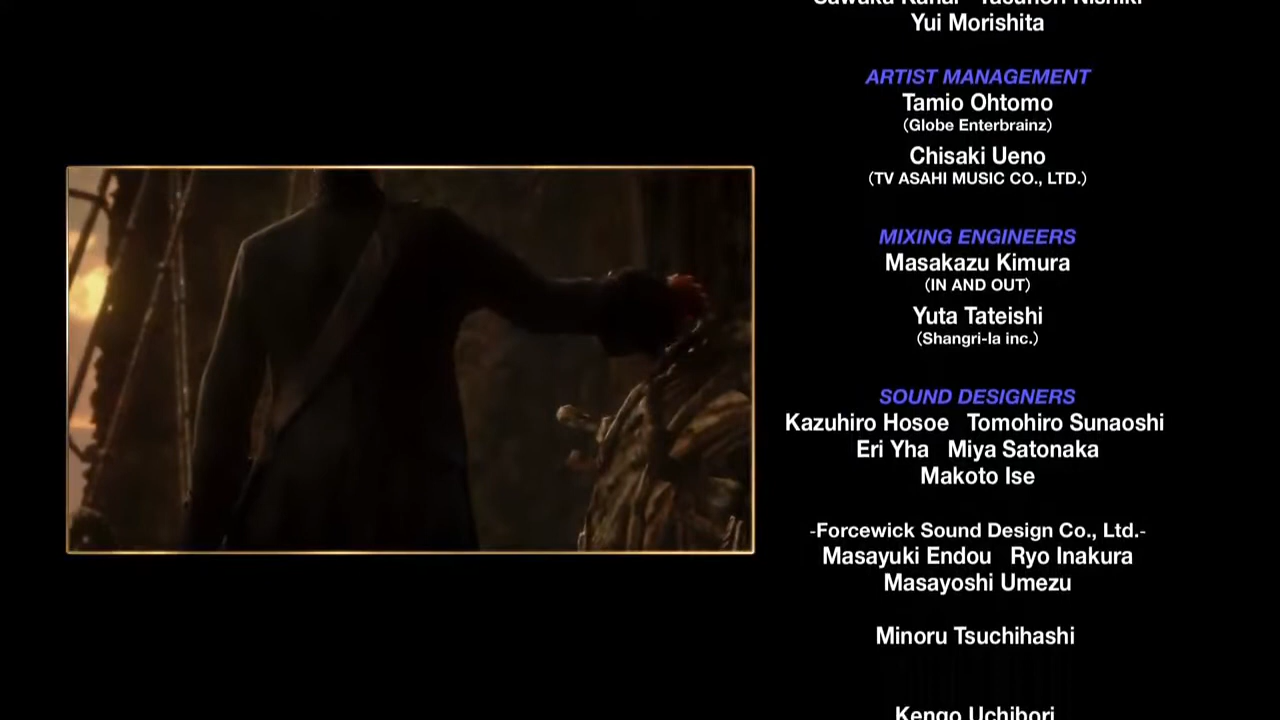 Yui Morishita
ARTIST MANAGEMENT
Tamio Ohtomo
(Globe Enterbrainz)
Chisaki Ueno
(TV ASAHI MUSIC CO., LTD.)
MIXING ENGINEERS
Masakazu Kimura
(IN AND OUT)
Yuta Tateishi
(Shangri-la inc.)
SOUND DESIGNERS
Kazuhiro Hosoe Tomohiro Sunaoshi
Eri Yha Miya Satonaka
Makoto Ise
-Forcewick Sound Design Co., Ltd.-
Masayuki Endou Ryo Inakura
Masayoshi Umezu
Minoru Tsuchihashi
Kengo Uchibori